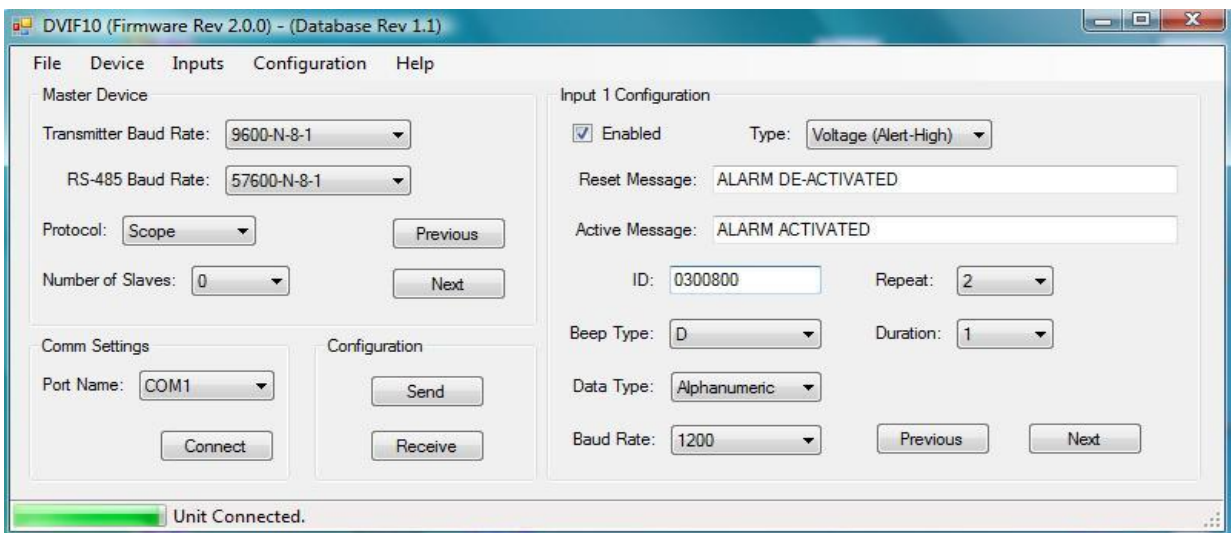 DVIF10 (Firmware Rev 2.0.0) - (Database Rev 1.1)
File Device Inputs Configuration Help
Master Device
Transmitter Baud Rate: 9600-N-8-1
RS-485 Baud Rate: 57600-N-8-1
Protocol: Scope Previous
Number of Slaves: 0 Next
Comm Settings
Port Name: COM1
Connect
Configuration
Send
Receive
Input 1 Configuration
Enabled Type: Voltage (Alert-High)
Reset Message: ALARM DE-ACTIVATED
Active Message: ALARM ACTIVATED
ID: 0300800 Repeat: 2
Beep Type: D Duration: 1
Data Type: Alphanumeric
Baud Rate: 1200 Previous Next
Unit Connected.